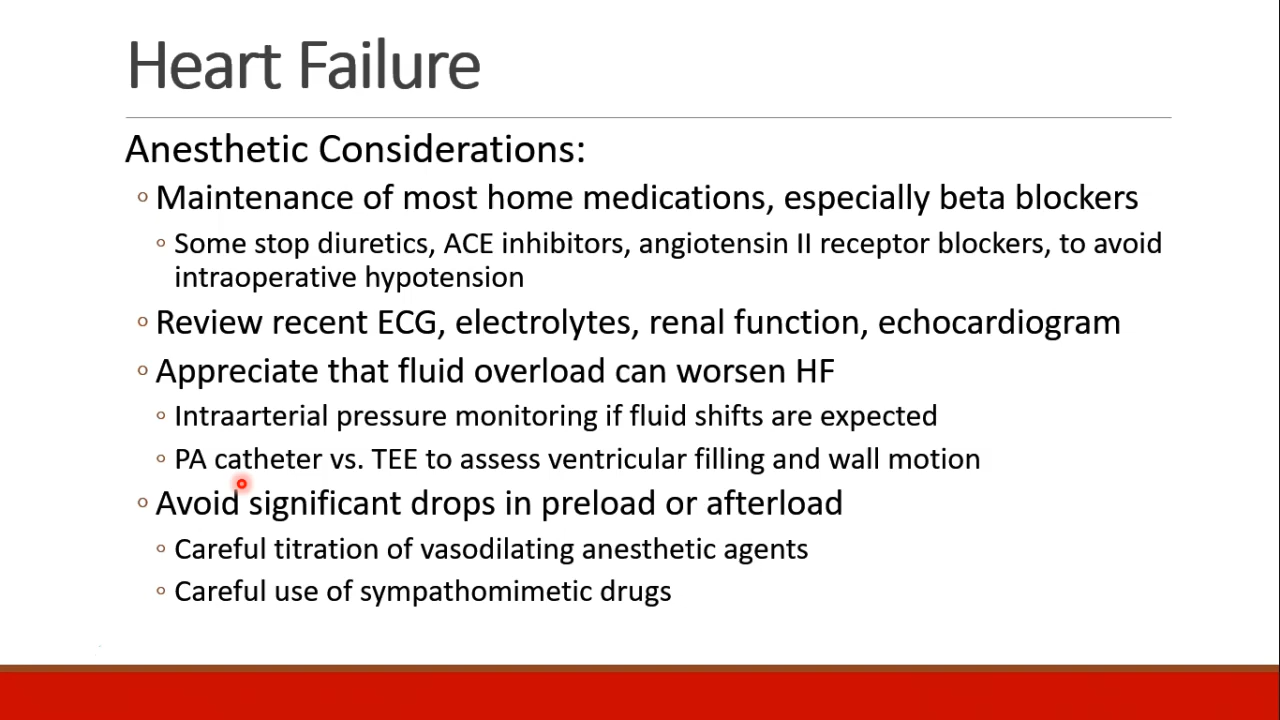 Heart Failure
Anesthetic Considerations:
◦ Maintenance of most home medications, especially beta blockers
◦ Some stop diuretics, ACE inhibitors, angiotensin II receptor blockers, to avoid
intraoperative hypotension
◦ Review recent ECG, electrolytes, renal function, echocardiogram
◦ Appreciate that fluid overload can worsen HF
◦ Intraarterial pressure monitoring if fluid shifts are expected
◦ PA catheter vs. TEE to assess ventricular filling and wall motion
◦ Avoid significant drops in preload or afterload
◦ Careful titration of vasodilating anesthetic agents
◦ Careful use of sympathomimetic drugs